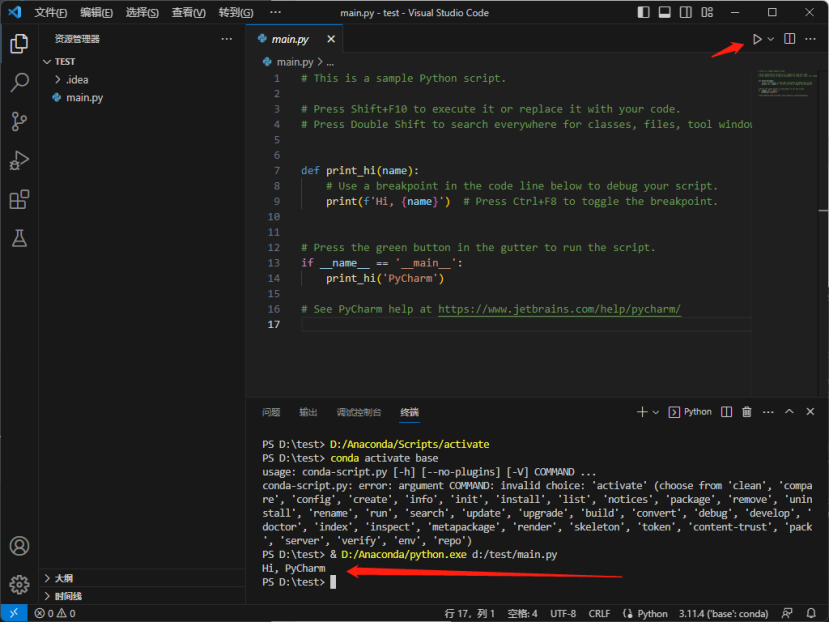 文件(F) 编辑(E) 选择(S) 查看(V) 转到(G) ··· main.py - test - Visual Studio Code
资源管理器 ···
TEST
.idea
main.py
main.py
main.py > ...
1 # This is a sample Python script.
2
3 # Press Shift+F10 to execute it or replace it with your code.
4 # Press Double Shift to search everywhere for classes, files, tool window
5
6
7 def print_hi(name):
8 # Use a breakpoint in the code line below to debug your script.
9 print(f'Hi, {name}') # Press Ctrl+F8 to toggle the breakpoint.
10
11
12 # Press the green button in the gutter to run the script.
13 if __name__ == '__main__':
14 print_hi('PyCharm')
15
16 # See PyCharm help at https://www.jetbrains.com/help/pycharm/
17
问题 输出 调试控制台 终端 Python
PS D:\test> D:/Anaconda/Scripts/activate
PS D:\test> conda activate base
usage: conda-script.py [-h] [--no-plugins] [-V] COMMAND ...
conda-script.py: error: argument COMMAND: invalid choice: 'activate' (choose from 'clean', 'compa
re', 'config', 'create', 'info', 'init', 'install', 'list', 'notices', 'package', 'remove', 'unin
stall', 'rename', 'run', 'search', 'update', 'upgrade', 'build', 'convert', 'debug', 'develop', '
doctor', 'index', 'inspect', 'metapackage', 'render', 'skeleton', 'token', 'content-trust', 'pack
', 'server', 'verify', 'env', 'repo')
PS D:\test> & D:/Anaconda/python.exe d:/test/main.py
Hi, PyCharm
PS D:\test>
大纲
时间线
0 0 行 17，列 1 空格: 4 UTF-8 CRLF Python 3.11.4 ('base': conda)